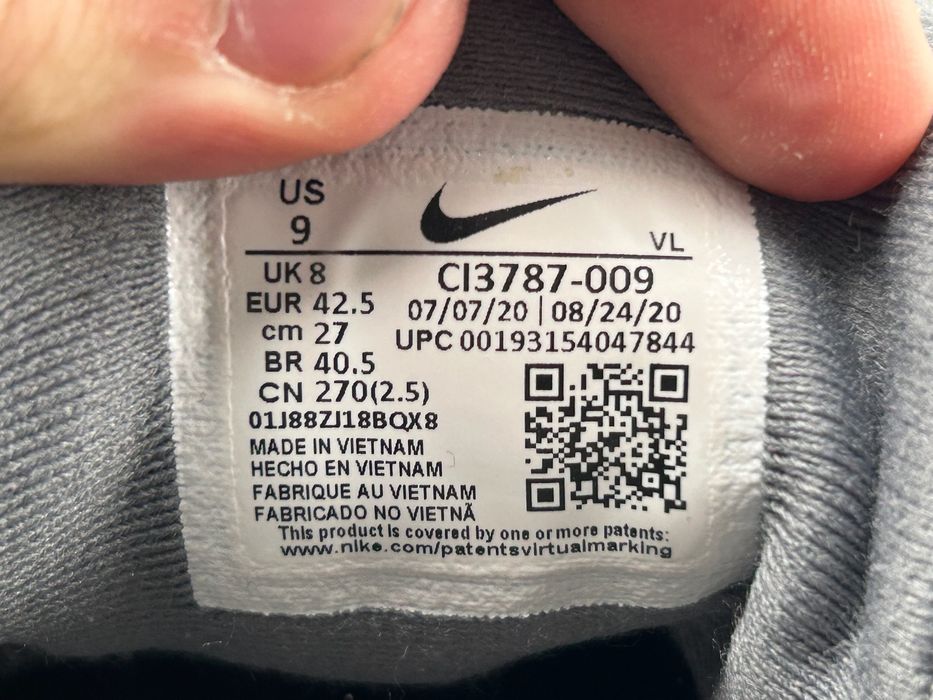 US
9
VL
UK 8
EUR 42.5
cm 27
BR 40.5
CN 270(2.5)
CI3787-009
07/07/20 | 08/24/20
UPC 00193154047844
01J88ZJ18BQX8
MADE IN VIETNAM
HECHO EN VIETNAM
FABRIQUE AU VIETNAM
FABRICADO NO VIETNÃ
This product is covered by one or more patents:
www.nike.com/patentsvirtualmarking